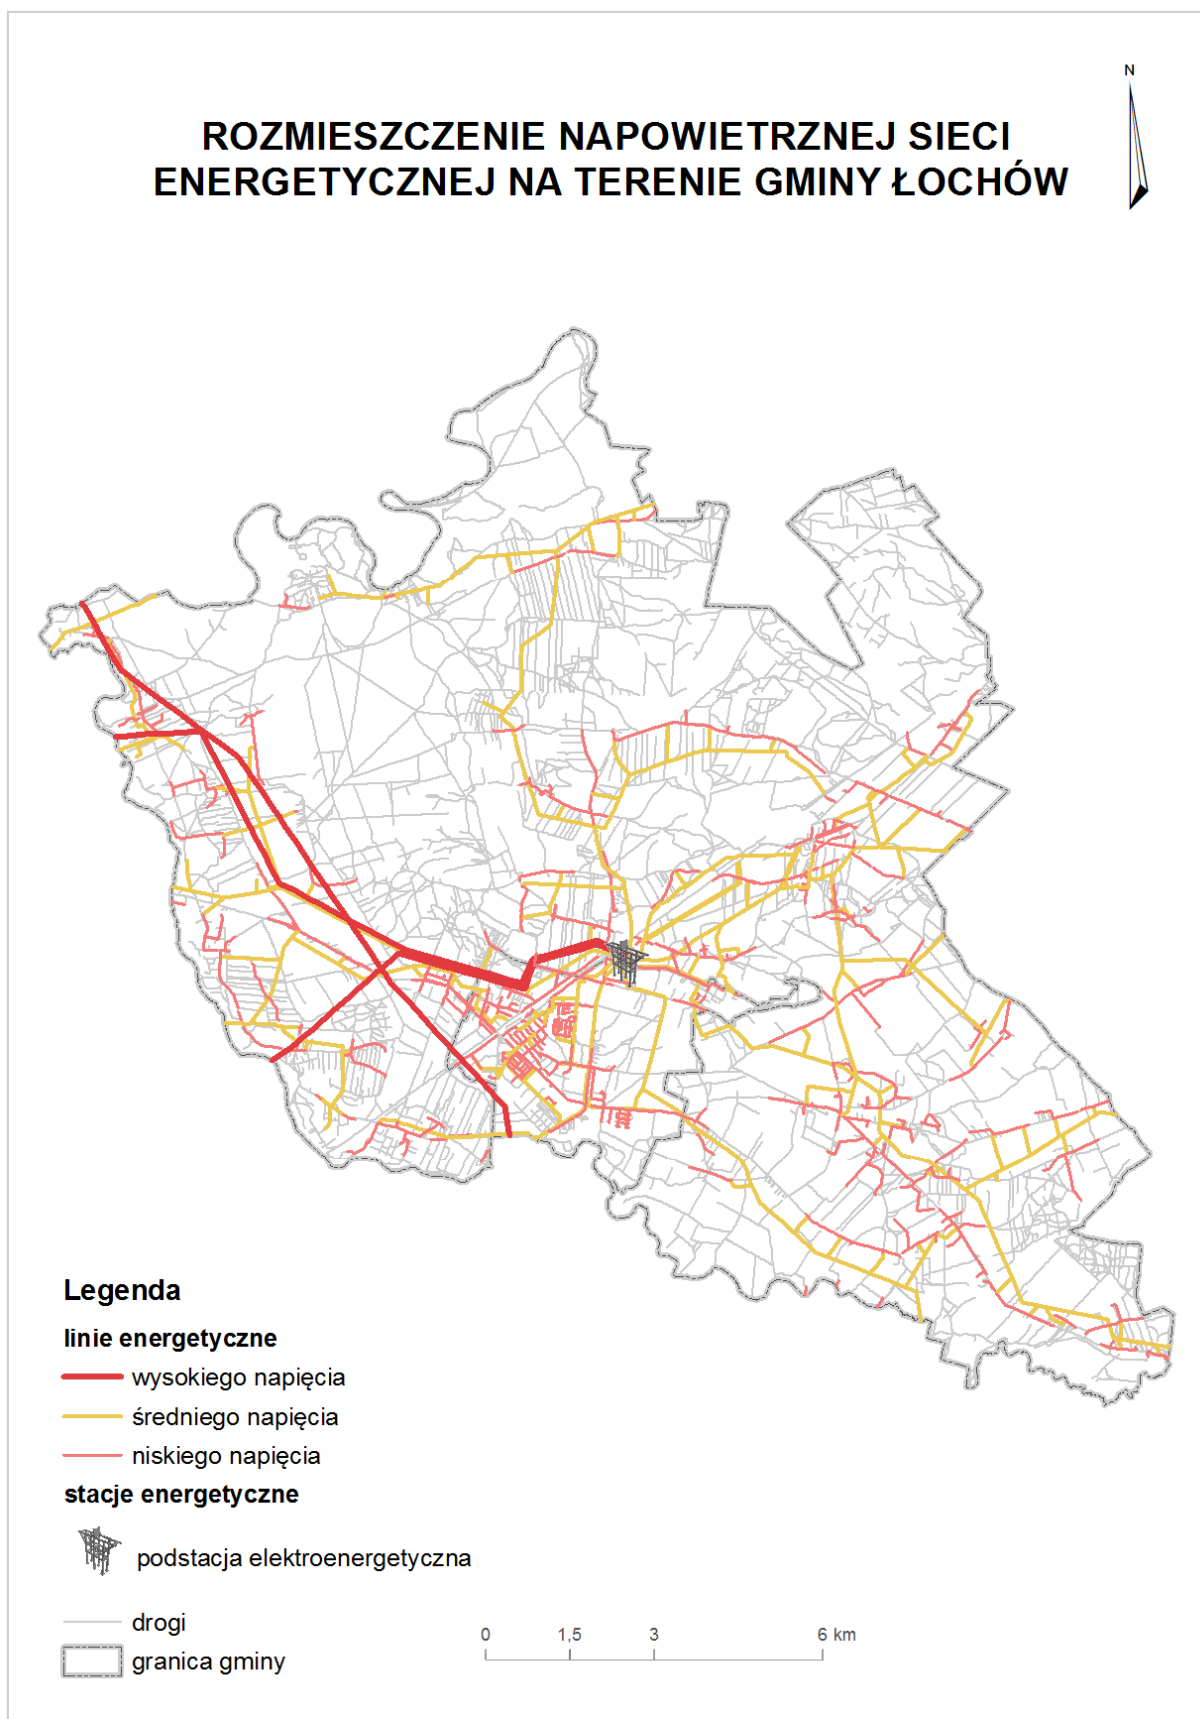 N
ROZMIESZCZENIE NAPOWIETRZNEJ SIECI
ENERGETYCZNEJ NA TERENIE GMINY ŁOCHÓW
Legenda
linie energetyczne
wysokiego napięcia
średniego napięcia
niskiego napięcia
stacje energetyczne
podstacja elektroenergetyczna
drogi
granica gminy
0 1,5 3 6 km